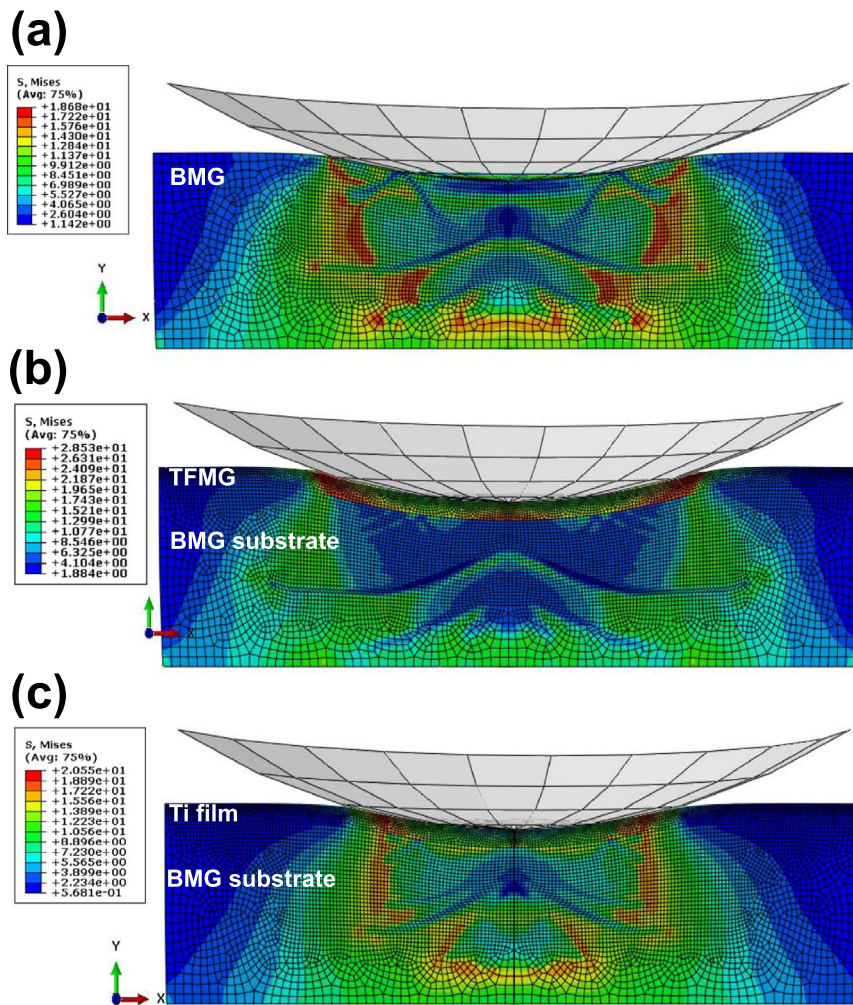 (a)
S, Mises
(Avg: 75%)
+1.868e+01
+1.722e+01
+1.576e+01
+1.430e+01
+1.284e+01
+1.137e+01
+9.912e+00
+8.451e+00
+6.989e+00
+5.527e+00
+4.065e+00
+2.604e+00
+1.142e+00
BMG
Y
X
(b)
S, Mises
(Avg: 75%)
+2.853e+01
+2.631e+01
+2.409e+01
+2.187e+01
+1.965e+01
+1.743e+01
+1.521e+01
+1.299e+01
+1.077e+01
+8.546e+00
+6.325e+00
+4.104e+00
+1.884e+00
TFMG
BMG substrate
X
(c)
S, Mises
(Avg: 75%)
+2.055e+01
+1.889e+01
+1.722e+01
+1.556e+01
+1.389e+01
+1.223e+01
+1.056e+01
+8.896e+00
+7.230e+00
+5.565e+00
+3.899e+00
+2.234e+00
+5.681e-01
Ti film
BMG substrate
Y
X